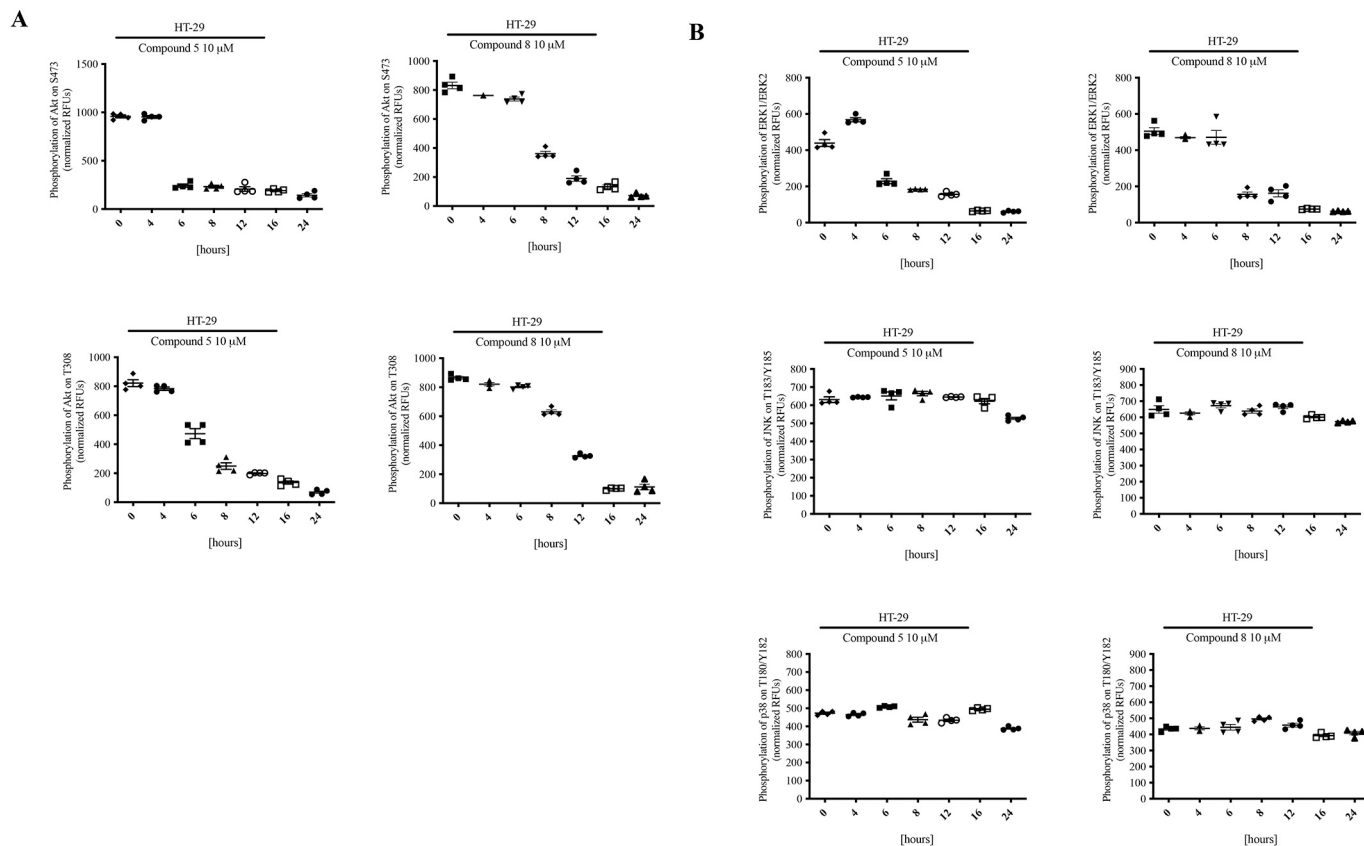 A
HT-29
Compound 5 10 μM
Phosphorylation of Akt on S473
(normalized RFUs)
1500
1000
500
0
0 4 6 8 12 16 24
[hours]
HT-29
Compound 8 10 μM
Phosphorylation of Akt on S473
(normalized RFUs)
1000
800
600
400
200
0
0 4 6 8 12 16 24
[hours]
HT-29
Compound 5 10 μM
Phosphorylation of Akt on T308
(normalized RFUs)
1000
800
600
400
200
0
0 4 6 8 12 16 24
[hours]
HT-29
Compound 8 10 μM
Phosphorylation of Akt on T308
(normalized RFUs)
1000
800
600
400
200
0
0 4 6 8 12 16 24
[hours]
B
HT-29
Compound 5 10 μM
Phosphorylation of ERK1/ERK2
(normalized RFUs)
800
600
400
200
0
0 4 6 8 12 16 24
[hours]
HT-29
Compound 8 10 μM
Phosphorylation of ERK1/ERK2
(normalized RFUs)
800
600
400
200
0
0 4 6 8 12 16 24
[hours]
HT-29
Compound 5 10 μM
Phosphorylation of JNK on T183/Y185
(normalized RFUs)
900
800
700
600
500
400
300
200
100
0
0 4 6 8 12 16 24
[hours]
HT-29
Compound 8 10 μM
Phosphorylation of JNK on T183/Y185
(normalized RFUs)
900
800
700
600
500
400
300
200
100
0
0 4 6 8 12 16 24
[hours]
HT-29
Compound 5 10 μM
Phosphorylation of p38 on T180/Y182
(normalized RFUs)
800
700
600
500
400
300
200
100
0
0 4 6 8 12 16 24
[hours]
HT-29
Compound 8 10 μM
Phosphorylation of p38 on T180/Y182
(normalized RFUs)
900
800
700
600
500
400
300
200
100
0
0 4 6 8 12 16 24
[hours]